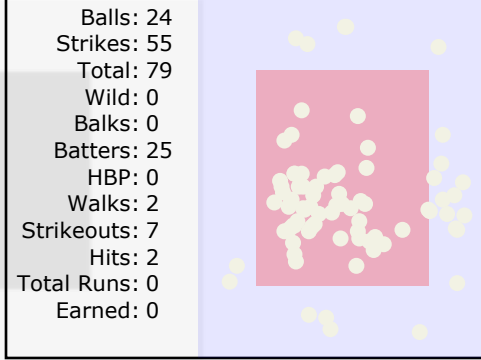 Balls: 24
Strikes: 55
Total: 79
Wild: 0
Balks: 0
Batters: 25
HBP: 0
Walks: 2
Strikeouts: 7
Hits: 2
Total Runs: 0
Earned: 0